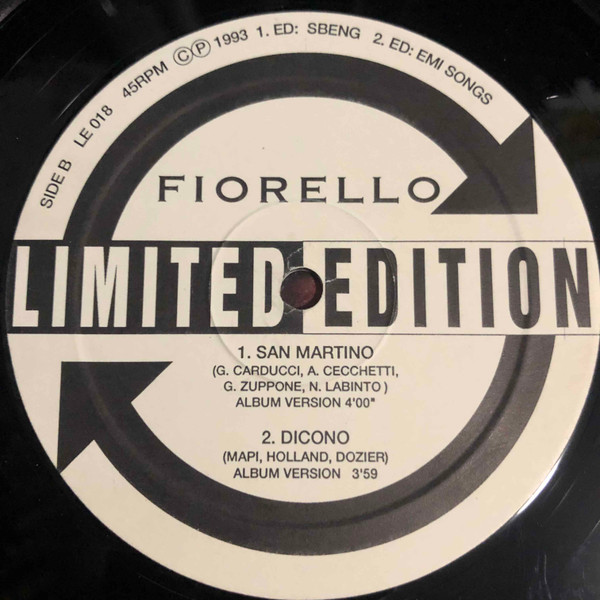 SIDE B LE 018 45RPM ©℗ 1993 1. ED: SBENG 2. ED: EMI SONGS
FIORELLO
LIMITED EDITION
1. SAN MARTINO
(G. CARDUCCI, A. CECCHETTI,
G. ZUPPONE, N. LABINTO )
ALBUM VERSION 4'00"
2. DICONO
(MAPI, HOLLAND, DOZIER)
ALBUM VERSION 3'59